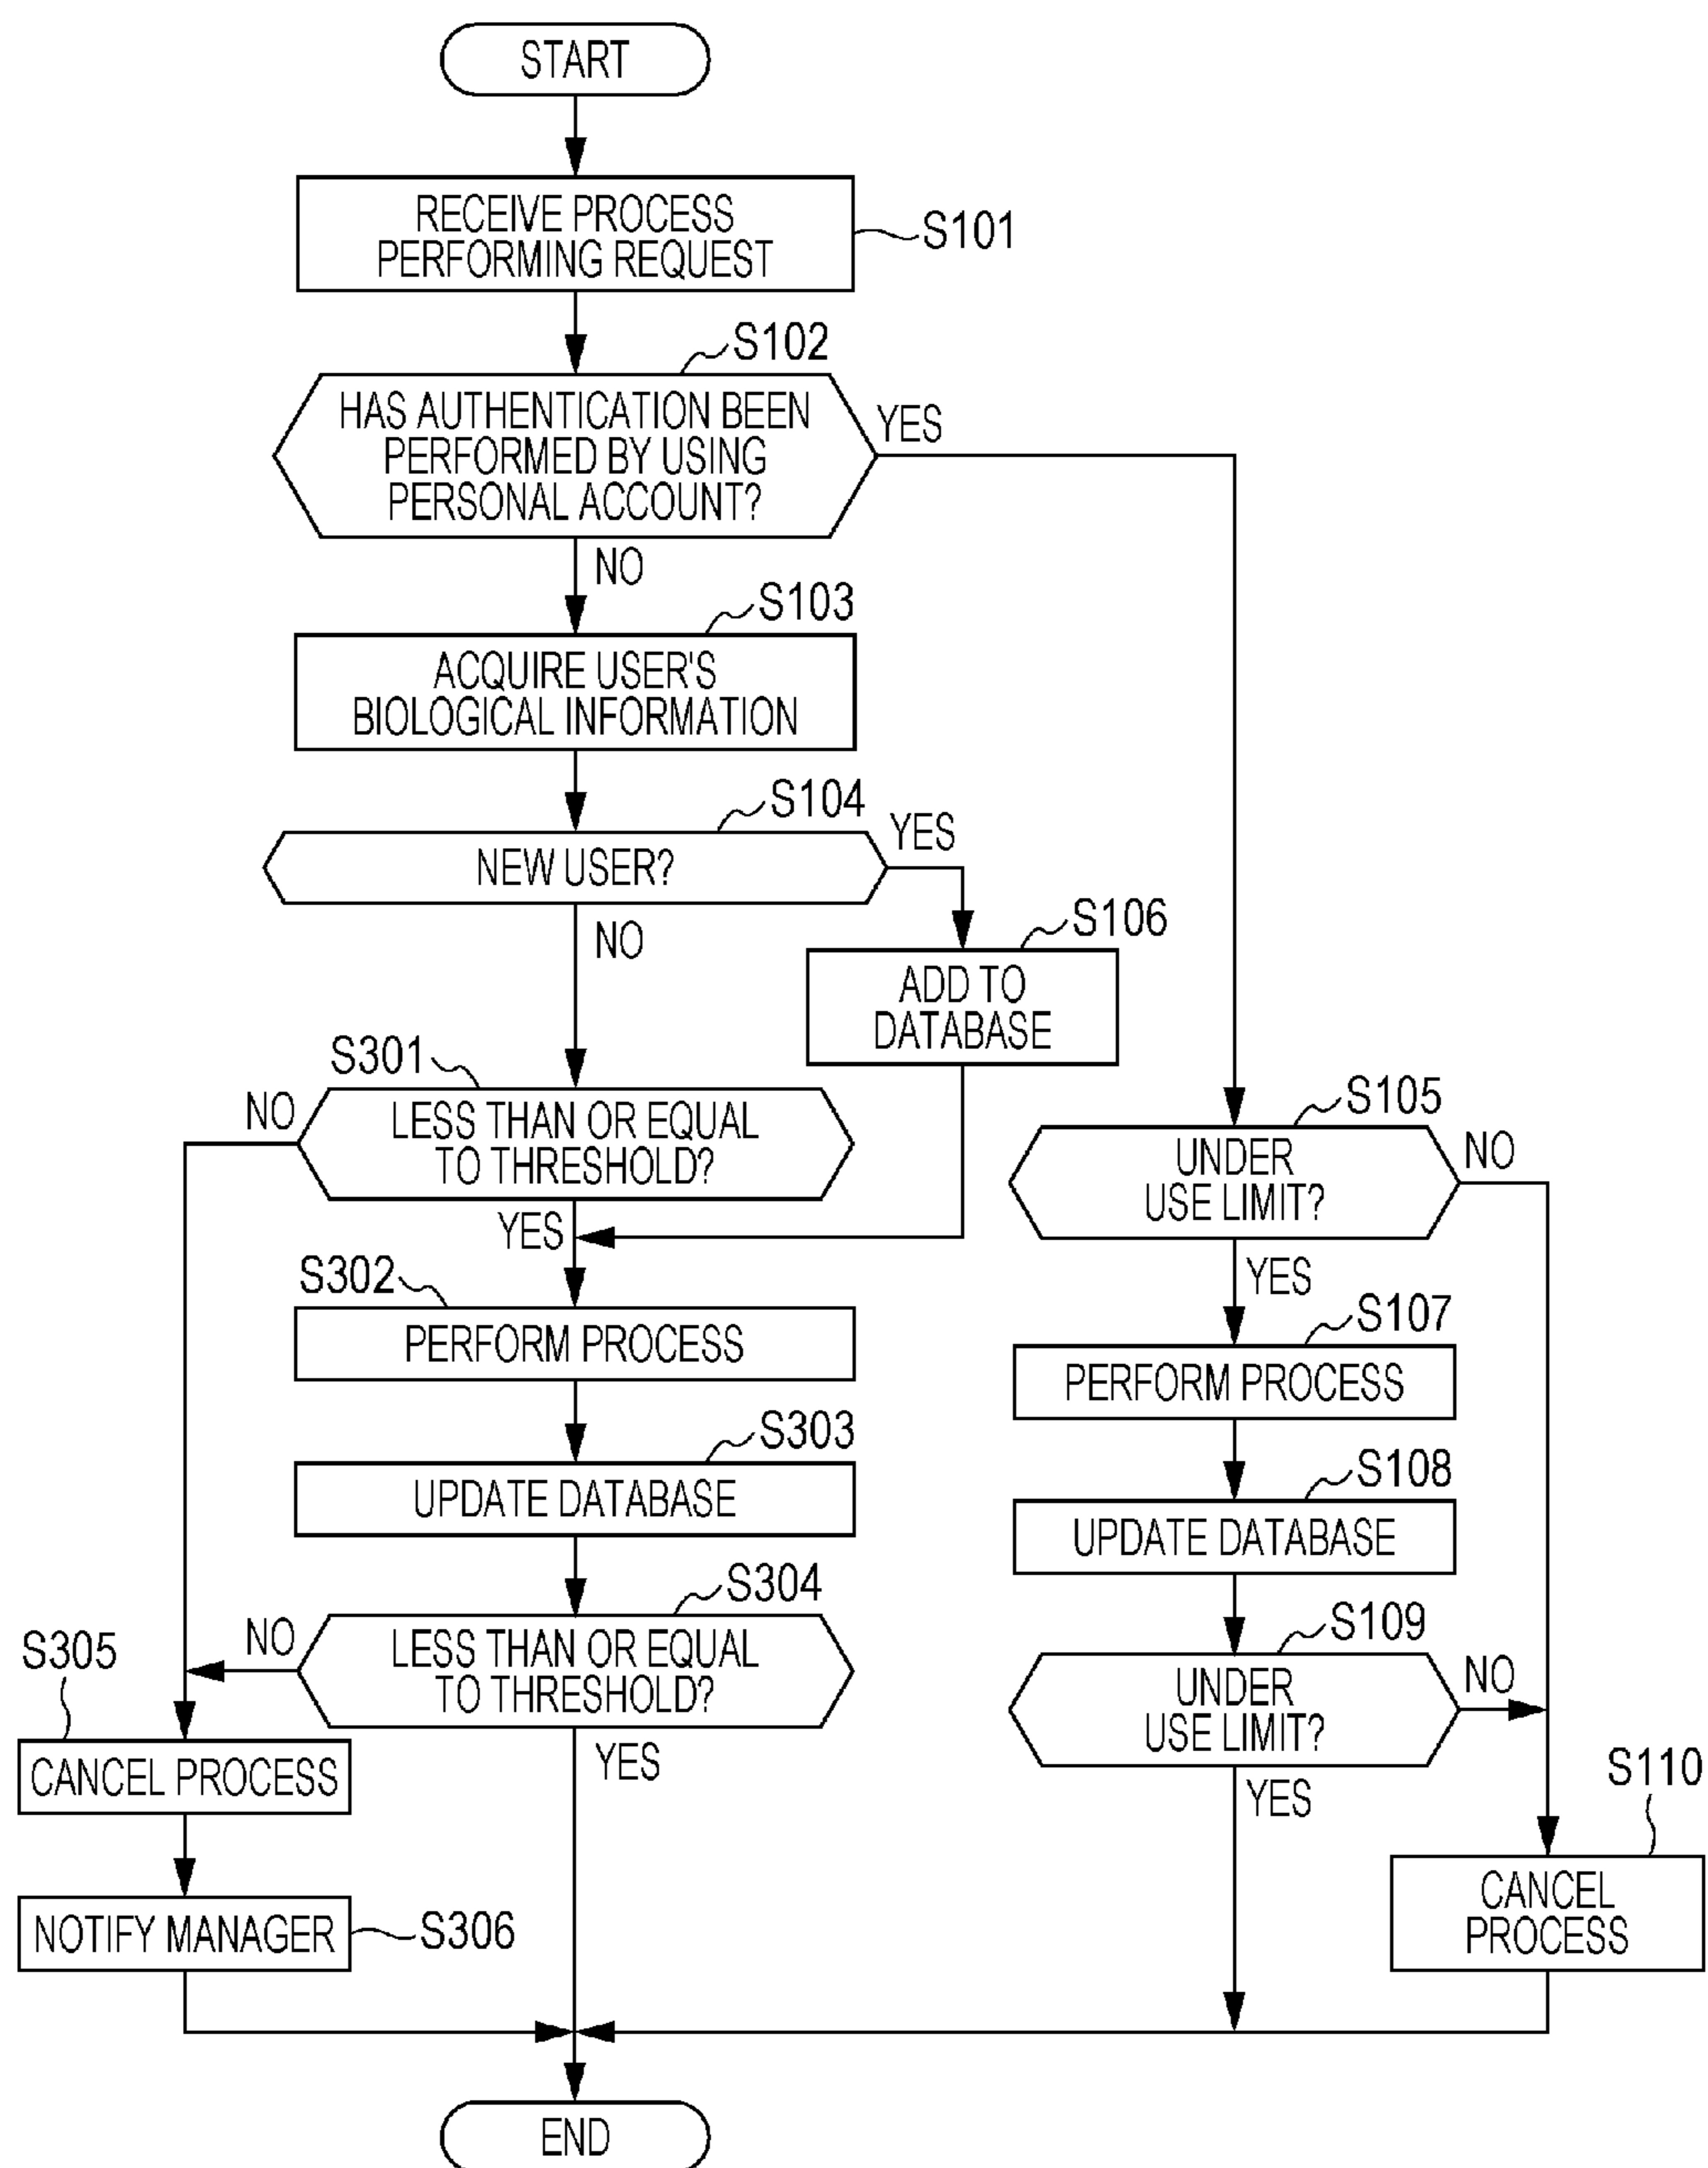 START
RECEIVE PROCESS
PERFORMING REQUEST
S101
S102
HAS AUTHENTICATION BEEN
PERFORMED BY USING
PERSONAL ACCOUNT?
YES
NO
S103
ACQUIRE USER'S
BIOLOGICAL INFORMATION
S104
NEW USER?
YES
NO
S106
ADD TO
DATABASE
S301
LESS THAN OR EQUAL
TO THRESHOLD?
NO
YES
S105
UNDER
USE LIMIT?
NO
YES
S302
PERFORM PROCESS
S107
PERFORM PROCESS
S303
UPDATE DATABASE
S108
UPDATE DATABASE
S304
LESS THAN OR EQUAL
TO THRESHOLD?
NO
YES
S109
UNDER
USE LIMIT?
NO
YES
S305
CANCEL PROCESS
S110
CANCEL
PROCESS
NOTIFY MANAGER
S306
END